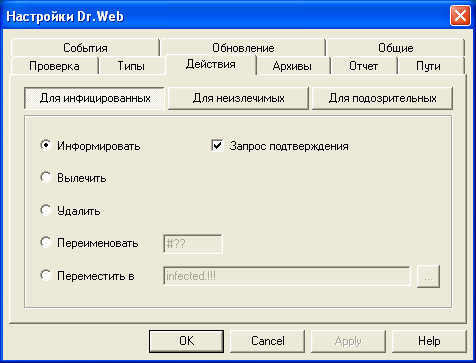 Настройки Dr.Web
События Обновление Общие
Проверка Типы Действия Архивы Отчет Пути
Для инфицированных Для неизлечимых Для подозрительных
Информировать Запрос подтверждения
Вылечить
Удалить
Переименовать #??
Переместить в infected.!!! ...
OK Cancel Apply Help